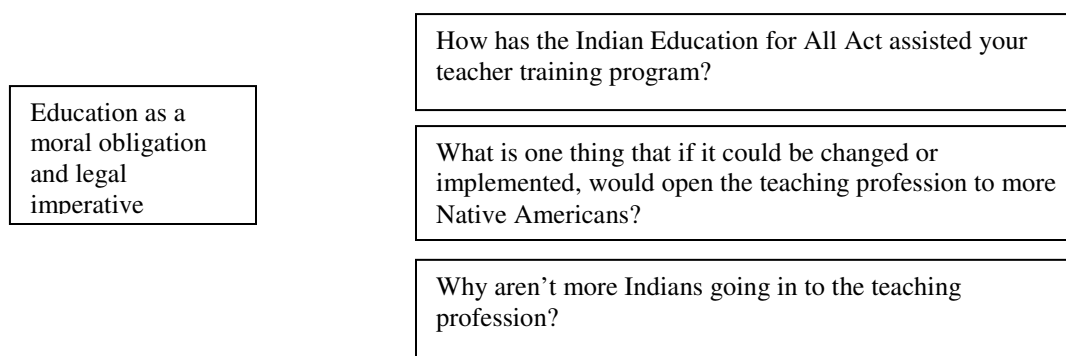 Education as a
moral obligation
and legal
imperative
How has the Indian Education for All Act assisted your
teacher training program?
What is one thing that if it could be changed or
implemented, would open the teaching profession to more
Native Americans?
Why aren’t more Indians going in to the teaching
profession?